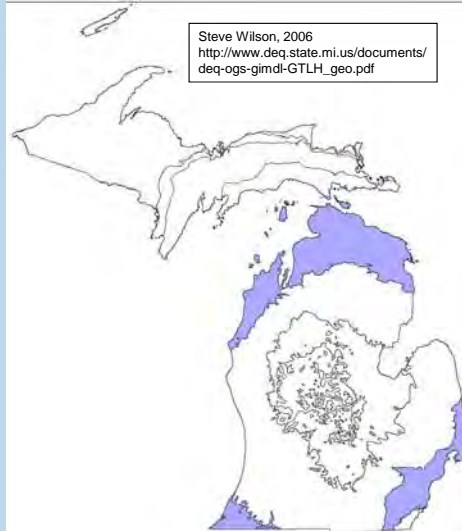 Steve Wilson, 2006
http://www.deq.state.mi.us/documents/
deq-ogs-gimdl-GTLH_geo.pdf